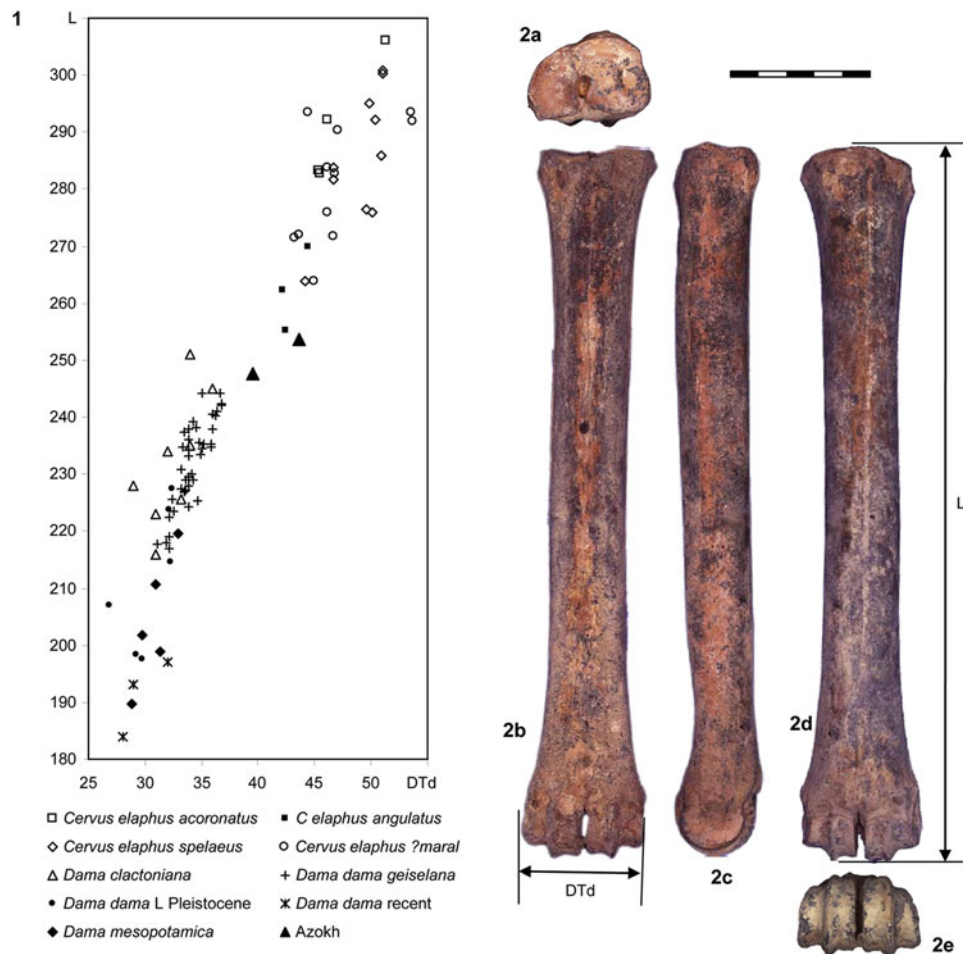 1
L
300
290
280
270
260
250
240
230
220
210
200
190
180
25 30 35 40 45 50 DTd
□ Cervus elaphus acoronatus
■ C elaphus angulatus
◇ Cervus elaphus spelaeus
○ Cervus elaphus ?maral
△ Dama clactoniana
+ Dama dama geiselana
• Dama dama L Pleistocene
ж Dama dama recent
◆ Dama mesopotamica
▲ Azokh
2a
2b
DTd
2c
2d
L
2e